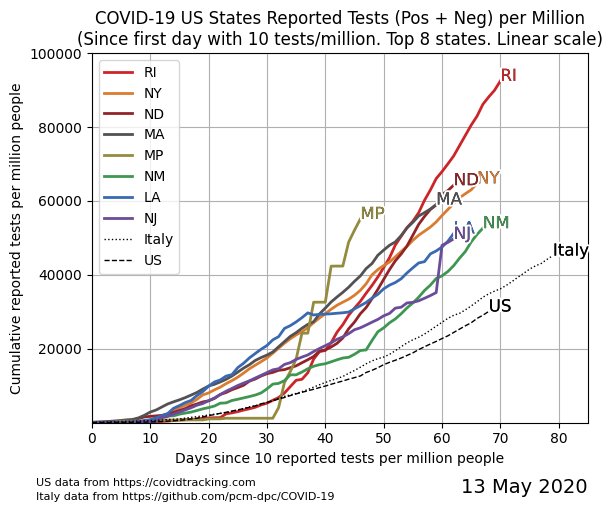 COVID-19 US States Reported Tests (Pos + Neg) per Million
(Since first day with 10 tests/million. Top 8 states. Linear scale)
Cumulative reported tests per million people
100000
80000
60000
40000
20000
RI
NY
ND
MA
MP
NM
LA
NJ
Italy
US
RI
MP
ND
NY
MA
NM
LA
NJ
Italy
US
0 10 20 30 40 50 60 70 80
Days since 10 reported tests per million people
US data from https://covidtracking.com
Italy data from https://github.com/pcm-dpc/COVID-19
13 May 2020